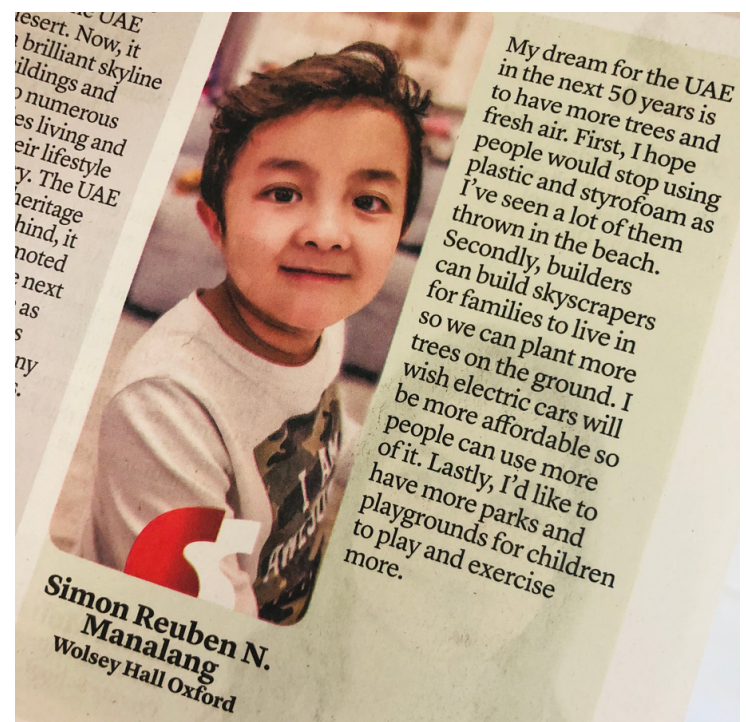 UAE
desert. Now, it
brilliant skyline
and
numerous
living and
lifestyle
The UAE
heritage
it
next
as
My dream for the UAE
in the next 50 years is
to have more trees and
fresh air. First, I hope
people would stop using
plastic and styrofoam as
I've seen a lot of them
thrown in the beach.
Secondly, builders
can build skyscrapers
for families to live in
so we can plant more
trees on the ground. I
wish electric cars will
be more affordable so
people can use more
of it. Lastly, I'd like to
have more parks and
playgrounds for children
to play and exercise
more.
I AM
AWESOME
Simon Reuben N.
Manalang
Wolsey Hall Oxford